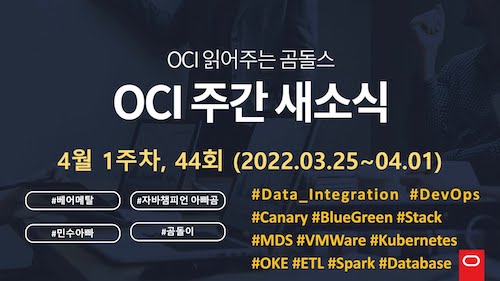 OCI 읽어주는 곰돌스
OCI 주간 새소식
4월 1주차, 44회 (2022.03.25~04.01)
#베어메탈
#자바챔피언 아빠곰
#민수아빠
#곰돌이
#Data_Integration #DevOps
#Canary #BlueGreen #Stack
#MDS #VMWare #Kubernetes
#OKE #ETL #Spark #Database